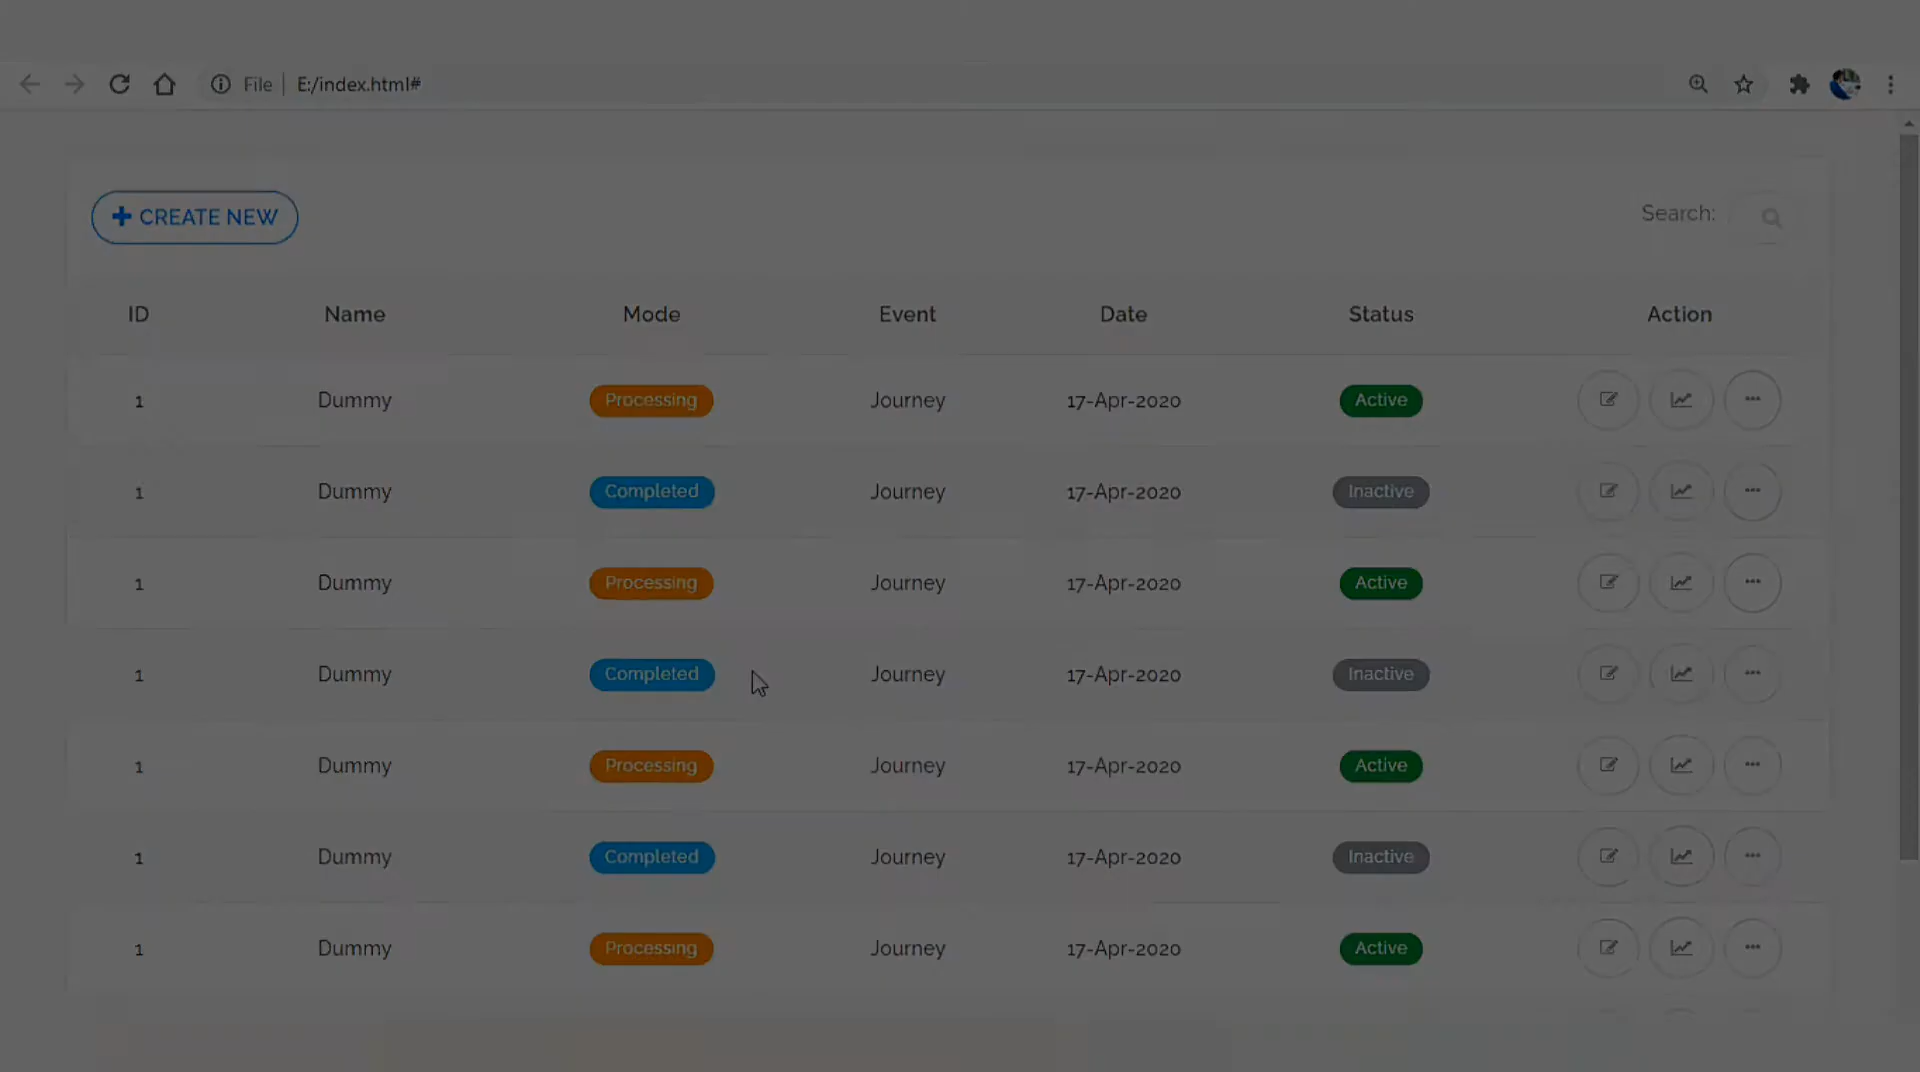 File | E:/index.html#
CREATE NEW
Search:
ID Name Mode Event Date Status Action
1 Dummy Processing Journey 17-Apr-2020 Active
1 Dummy Completed Journey 17-Apr-2020 Inactive
1 Dummy Processing Journey 17-Apr-2020 Active
1 Dummy Completed Journey 17-Apr-2020 Inactive
1 Dummy Processing Journey 17-Apr-2020 Active
1 Dummy Completed Journey 17-Apr-2020 Inactive
1 Dummy Processing Journey 17-Apr-2020 Active